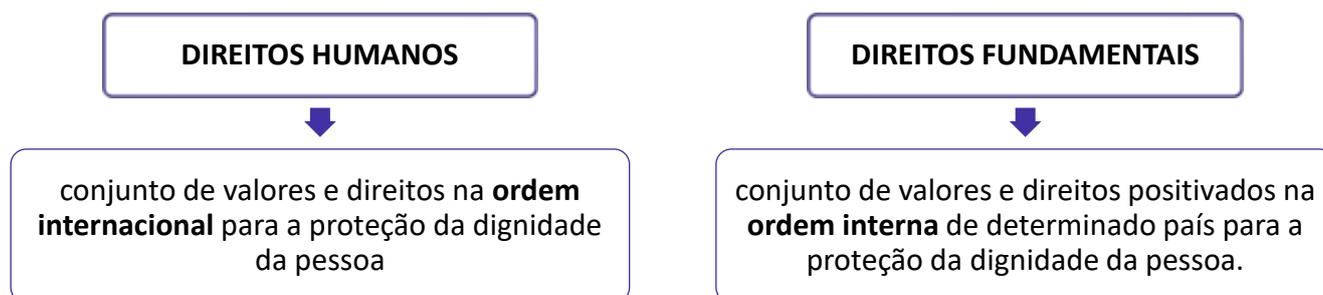 DIREITOS HUMANOS
conjunto de valores e direitos na ordem
internacional para a proteção da dignidade
da pessoa
DIREITOS FUNDAMENTAIS
conjunto de valores e direitos positivados na
ordem interna de determinado país para a
proteção da dignidade da pessoa.